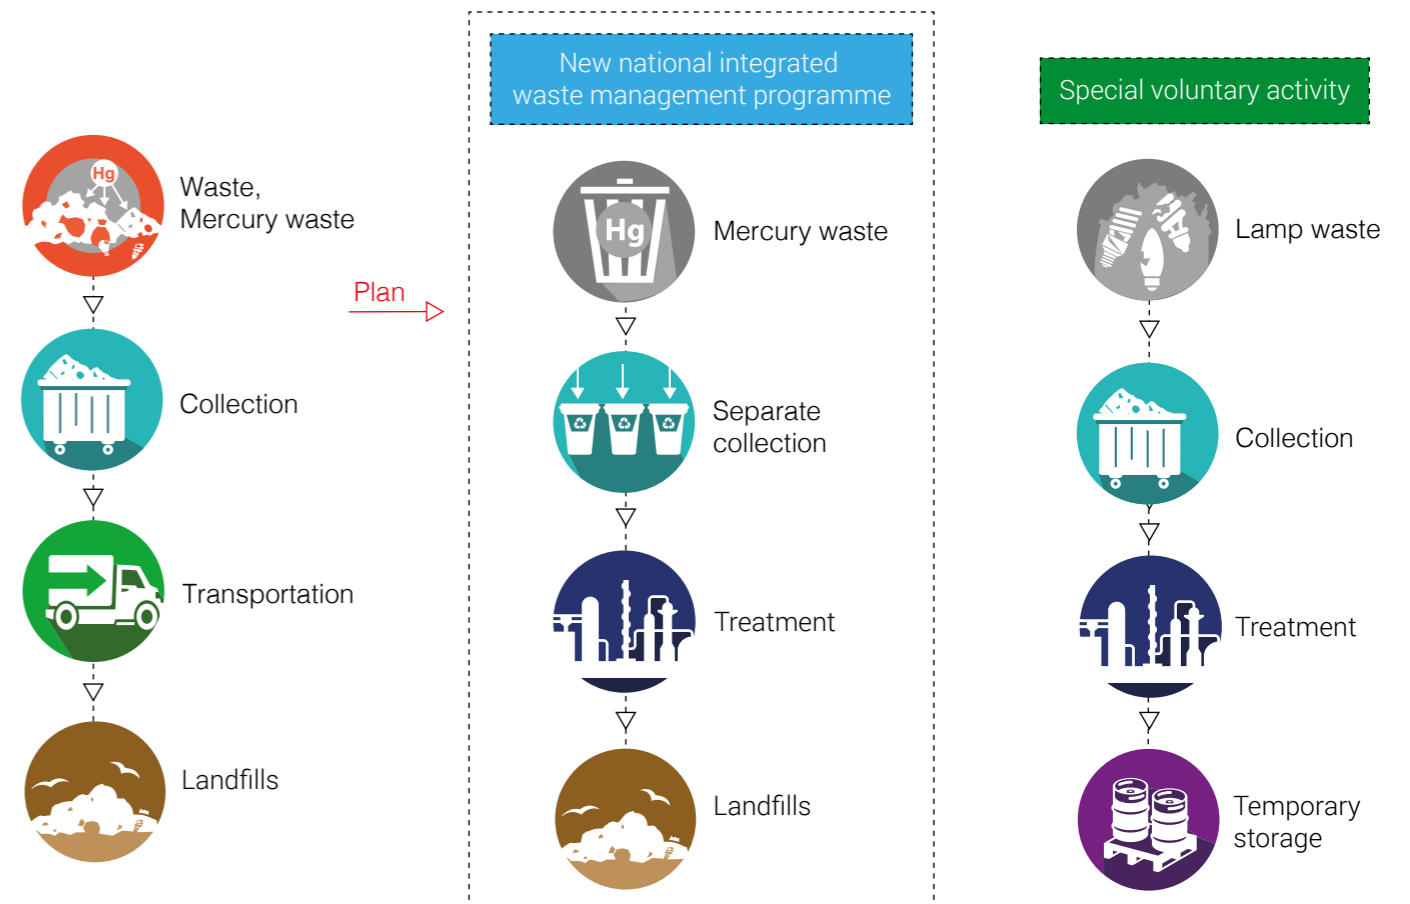 Hg
Waste,
Mercury waste
Collection
Transportation
Landfills
Plan
New national integrated
waste management programme
Hg
Mercury waste
Separate
collection
Treatment
Landfills
Special voluntary activity
Lamp waste
Collection
Treatment
Temporary
storage